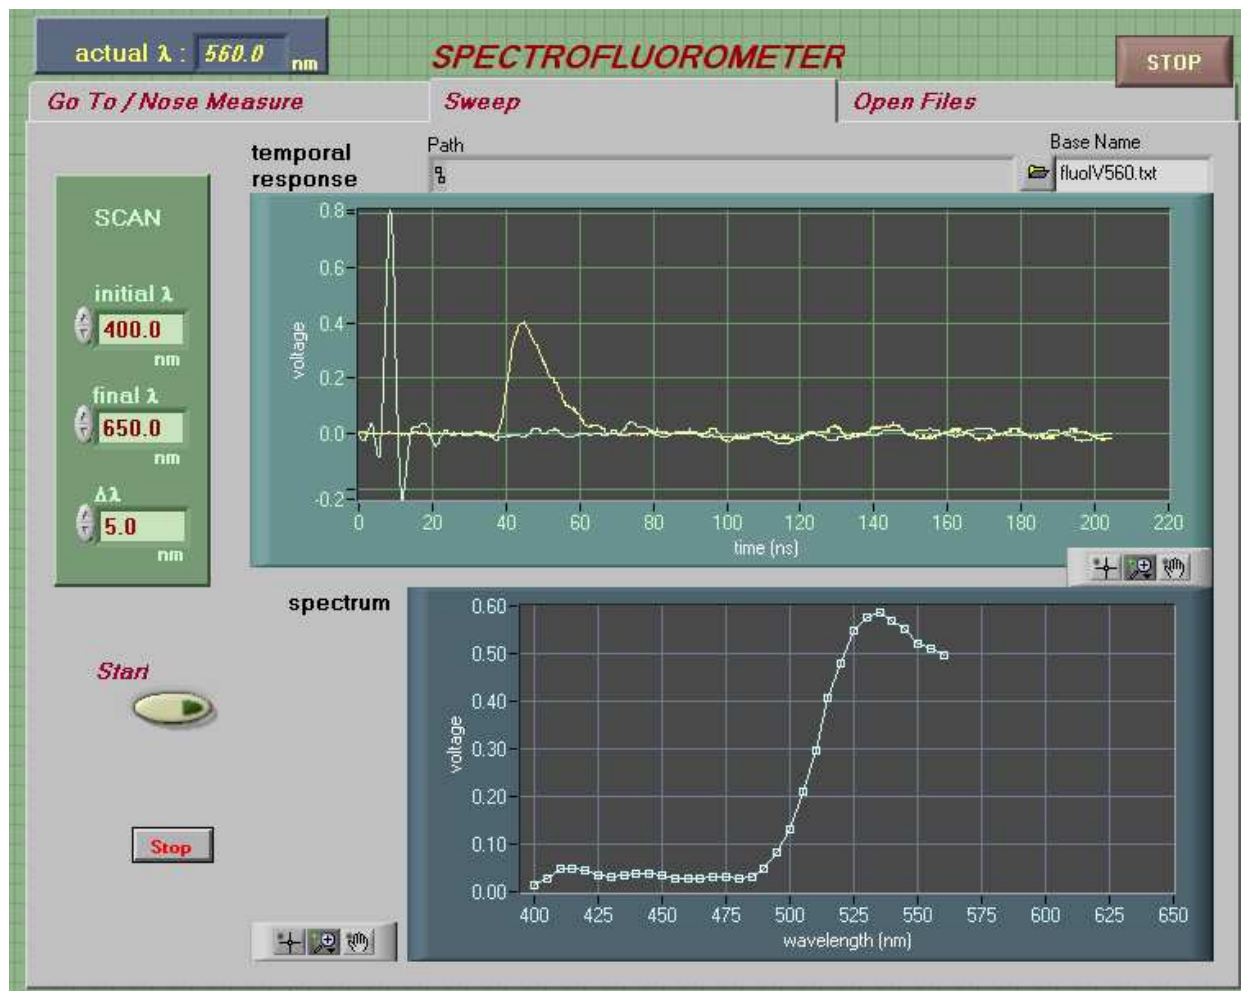 actual λ : 560.0 nm
SPECTROFLUOROMETER
STOP
Go To / Nose Measure
Sweep
Open Files
temporal
response
Path
Base Name
fluoIV560.txt
SCAN
initial λ
400.0
nm
final λ
650.0
nm
Δλ
5.0
nm
voltage
0.8
0.6
0.4
0.2
0.0
-0.2
0 20 40 60 80 100 120 140 160 180 200 220
time (ns)
spectrum
voltage
0.60
0.50
0.40
0.30
0.20
0.10
0.00
400 425 450 475 500 525 550 575 600 625 650
wavelength (nm)
Start
Stop